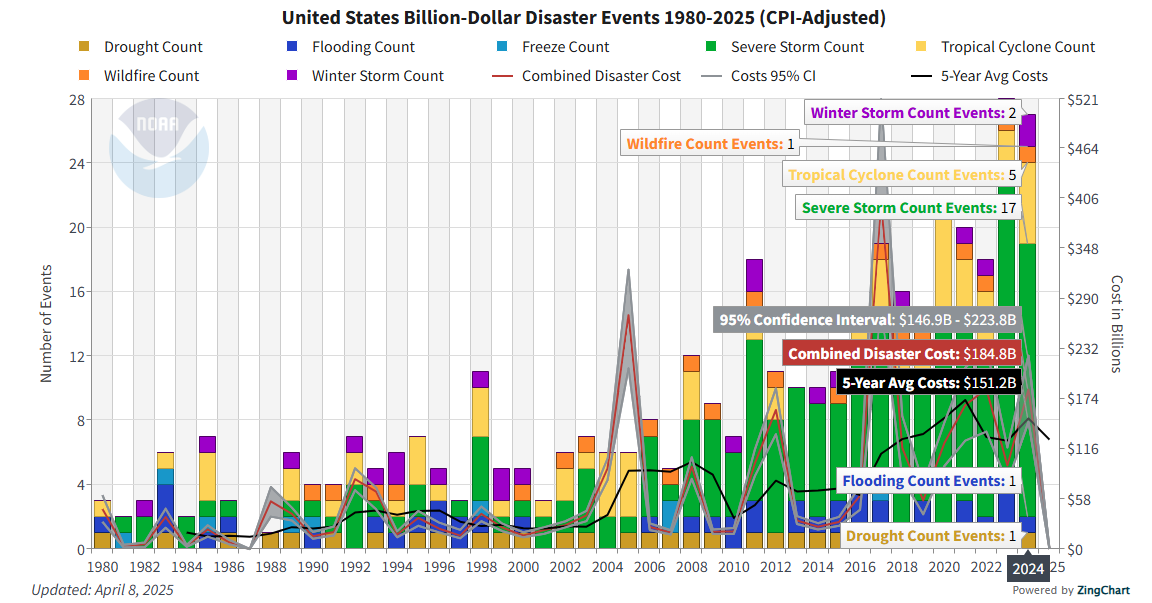 United States Billion-Dollar Disaster Events 1980-2025 (CPI-Adjusted)
Drought Count Flooding Count Freeze Count Severe Storm Count Tropical Cyclone Count
Wildfire Count Winter Storm Count Combined Disaster Cost Costs 95% CI 5-Year Avg Costs
NOAA
Number of Events
28
24
20
16
12
8
4
0
Winter Storm Count Events: 2
Wildfire Count Events: 1
Tropical Cyclone Count Events: 5
Severe Storm Count Events: 17
95% Confidence Interval: $146.9B - $223.8B
Combined Disaster Cost: $184.8B
5-Year Avg Costs: $151.2B
Flooding Count Events: 1
Drought Count Events: 1
$521
$464
$406
$348
$290
$232
$174
$116
$58
$0
Cost in Billions
1980 1982 1984 1986 1988 1990 1992 1994 1996 1998 2000 2002 2004 2006 2008 2010 2012 2014 2016 2018 2020 2022 2024 25
Updated: April 8, 2025
Powered by ZingChart